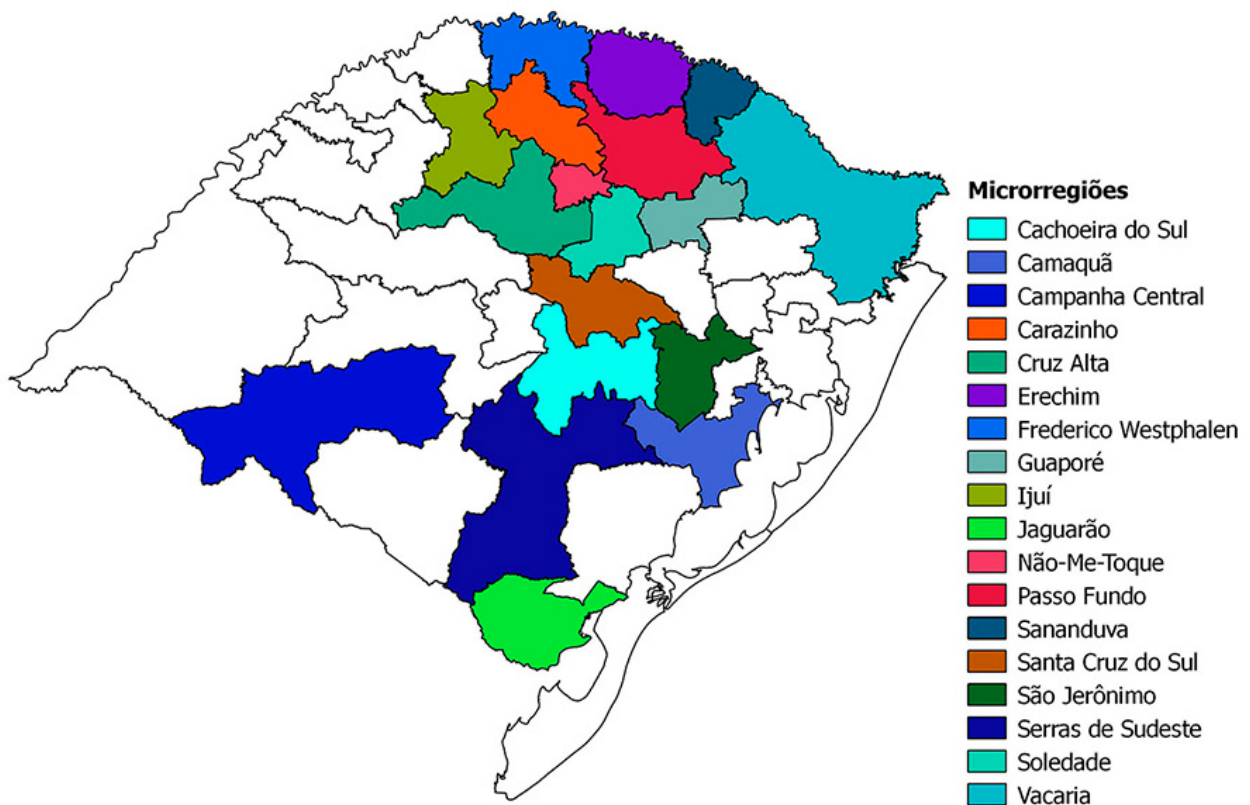 Microrregiões
Cachoeira do Sul
Camaquã
Campanha Central
Carazinho
Cruz Alta
Erechim
Frederico Westphalen
Guaporé
Ijuí
Jaguarão
Não-Me-Toque
Passo Fundo
Sananduva
Santa Cruz do Sul
São Jerônimo
Serras de Sudeste
Soledade
Vacaria